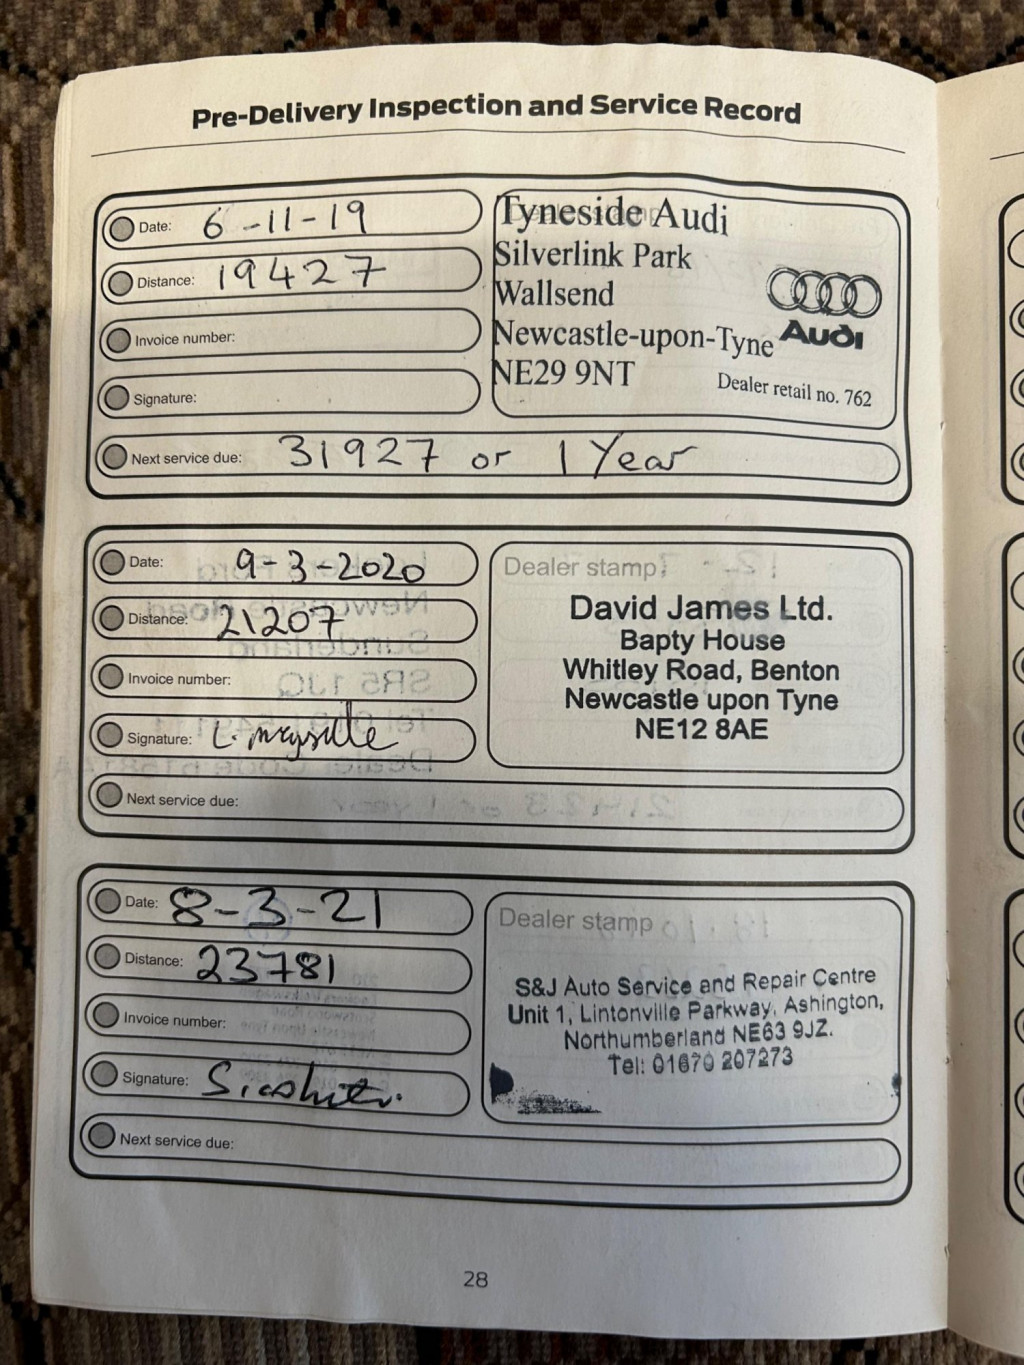 Pre-Delivery Inspection and Service Record
Date: 6-11-19
Distance: 19427
Invoice number:
Signature:
Tyneside Audi
Silverlink Park
Wallsend
Newcastle-upon-Tyne
NE29 9NT
Audi
Dealer retail no. 762
Next service due: 31927 or 1 Year
Date: 9-3-2020
Distance: 21207
Invoice number:
Signature:
Dealer stamp
David James Ltd.
Bapty House
Whitley Road, Benton
Newcastle upon Tyne
NE12 8AE
Next service due:
Date: 8-3-21
Distance: 23781
Invoice number:
Signature:
Dealer stamp
S&J Auto Service and Repair Centre
Unit 1, Lintonville Parkway, Ashington,
Northumberland NE63 9JZ.
Tel: 01670 207273
Next service due:
28